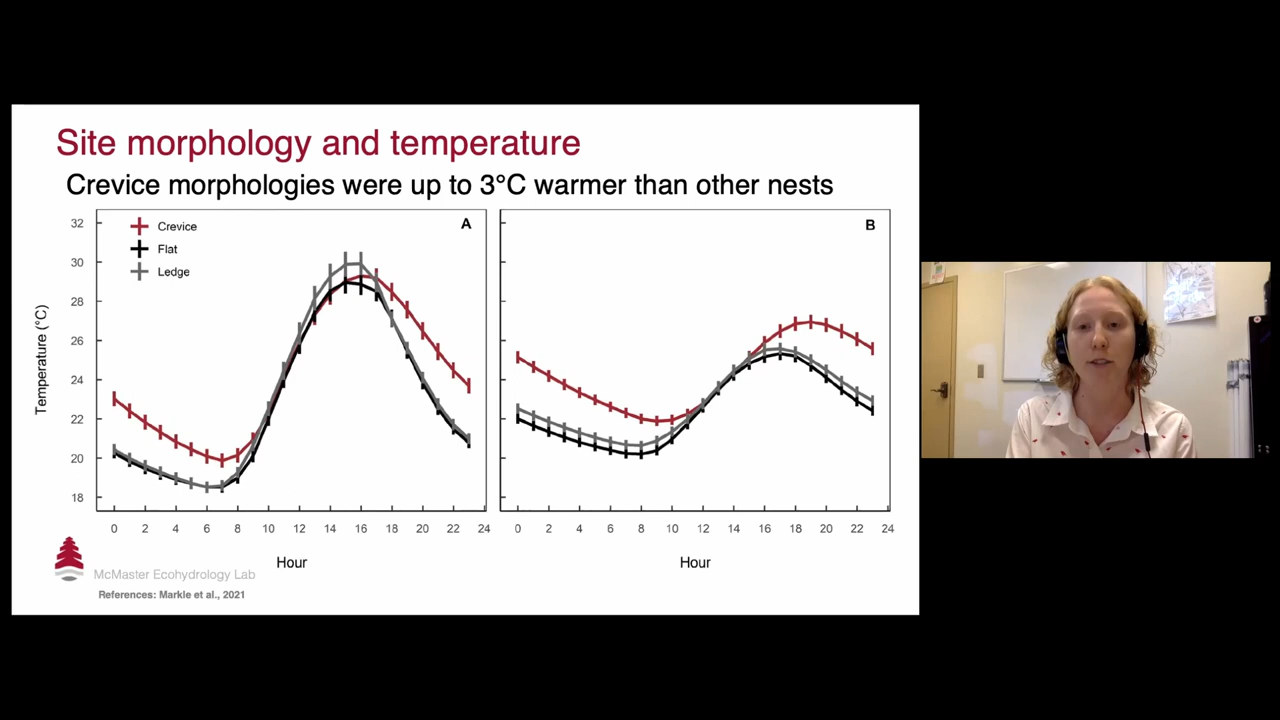 Site morphology and temperature
Crevice morphologies were up to 3°C warmer than other nests
A
Crevice
Flat
Ledge
B
Temperature (°C)
32
30
28
26
24
22
20
18
0 2 4 6 8 10 12 14 16 18 20 22 24
0 2 4 6 8 10 12 14 16 18 20 22 24
Hour
Hour
McMaster Ecohydrology Lab
References: Markle et al., 2021